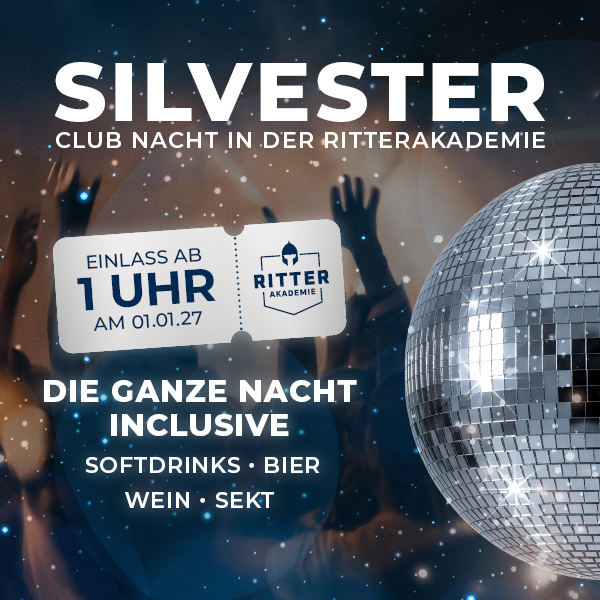 SILVESTER
CLUB NACHT IN DER RITTERAKADEMIE
EINLASS AB
1 UHR
AM 01.01.27
RITTER
AKADEMIE
DIE GANZE NACHT
INCLUSIVE
SOFTDRINKS • BIER
WEIN • SEKT